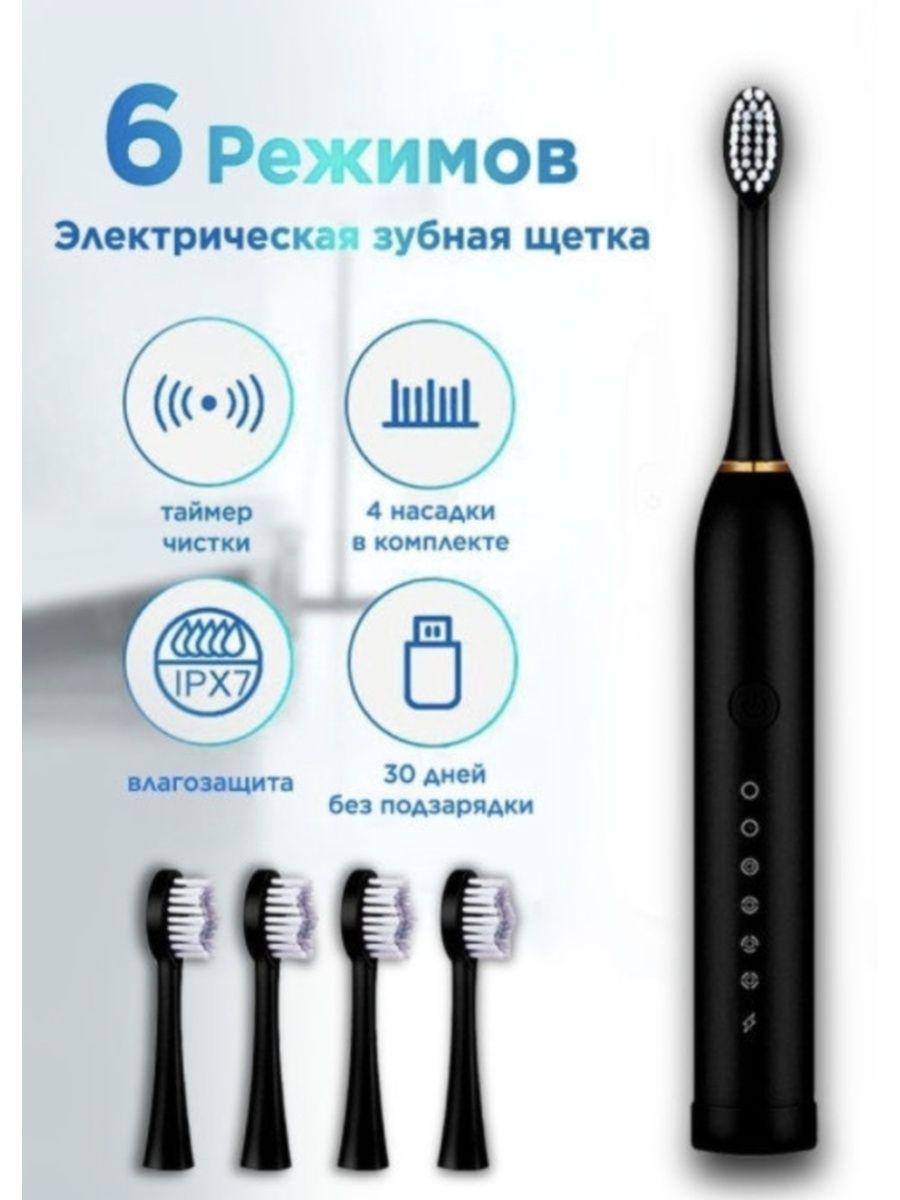 6 Режимов
Электрическая зубная щетка
таймер
чистки
4 насадки
в комплекте
IPX7
влагозащита
30 дней
без подзарядки